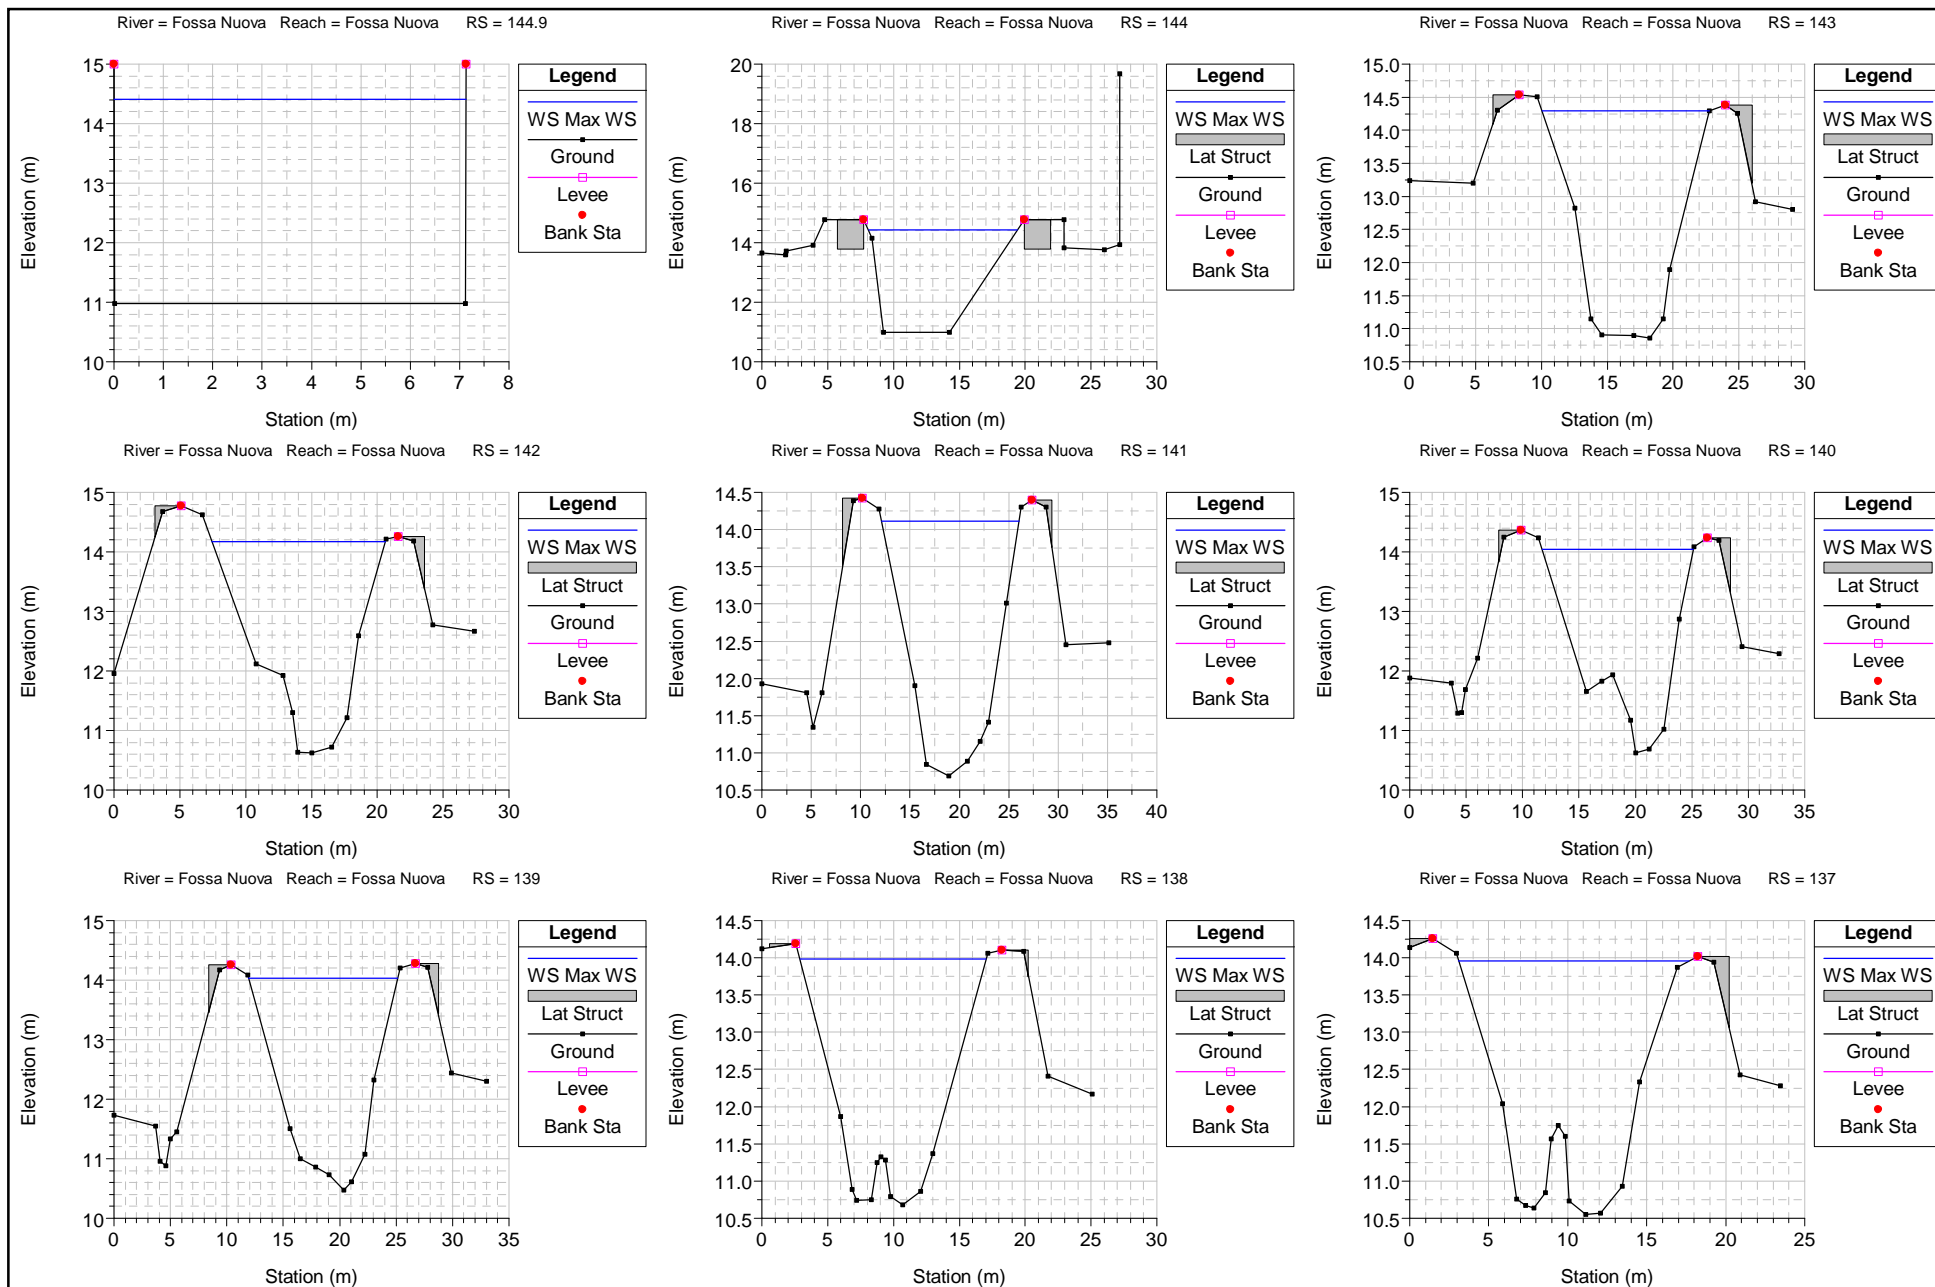 River = Fossa Nuova Reach = Fossa Nuova RS = 144.9
15
14
13
12
11
10
Elevation (m)
0 1 2 3 4 5 6 7 8
Station (m)
Legend
WS Max WS
Ground
Levee
Bank Sta
River = Fossa Nuova Reach = Fossa Nuova RS = 144
20
18
16
14
12
10
Elevation (m)
0 5 10 15 20 25 30
Station (m)
Legend
WS Max WS
Lat Struct
Ground
Levee
Bank Sta
River = Fossa Nuova Reach = Fossa Nuova RS = 143
15.0
14.5
14.0
13.5
13.0
12.5
12.0
11.5
11.0
10.5
Elevation (m)
0 5 10 15 20 25 30
Station (m)
Legend
WS Max WS
Lat Struct
Ground
Levee
Bank Sta
River = Fossa Nuova Reach = Fossa Nuova RS = 142
15
14
13
12
11
10
Elevation (m)
0 5 10 15 20 25 30
Station (m)
Legend
WS Max WS
Lat Struct
Ground
Levee
Bank Sta
River = Fossa Nuova Reach = Fossa Nuova RS = 141
14.5
14.0
13.5
13.0
12.5
12.0
11.5
11.0
10.5
Elevation (m)
0 5 10 15 20 25 30 35 40
Station (m)
Legend
WS Max WS
Lat Struct
Ground
Levee
Bank Sta
River = Fossa Nuova Reach = Fossa Nuova RS = 140
15
14
13
12
11
10
Elevation (m)
0 5 10 15 20 25 30 35
Station (m)
Legend
WS Max WS
Lat Struct
Ground
Levee
Bank Sta
River = Fossa Nuova Reach = Fossa Nuova RS = 139
15
14
13
12
11
10
Elevation (m)
0 5 10 15 20 25 30 35
Station (m)
Legend
WS Max WS
Lat Struct
Ground
Levee
Bank Sta
River = Fossa Nuova Reach = Fossa Nuova RS = 138
14.5
14.0
13.5
13.0
12.5
12.0
11.5
11.0
10.5
Elevation (m)
0 5 10 15 20 25 30
Station (m)
Legend
WS Max WS
Lat Struct
Ground
Levee
Bank Sta
River = Fossa Nuova Reach = Fossa Nuova RS = 137
14.5
14.0
13.5
13.0
12.5
12.0
11.5
11.0
10.5
Elevation (m)
0 5 10 15 20 25
Station (m)
Legend
WS Max WS
Lat Struct
Ground
Levee
Bank Sta